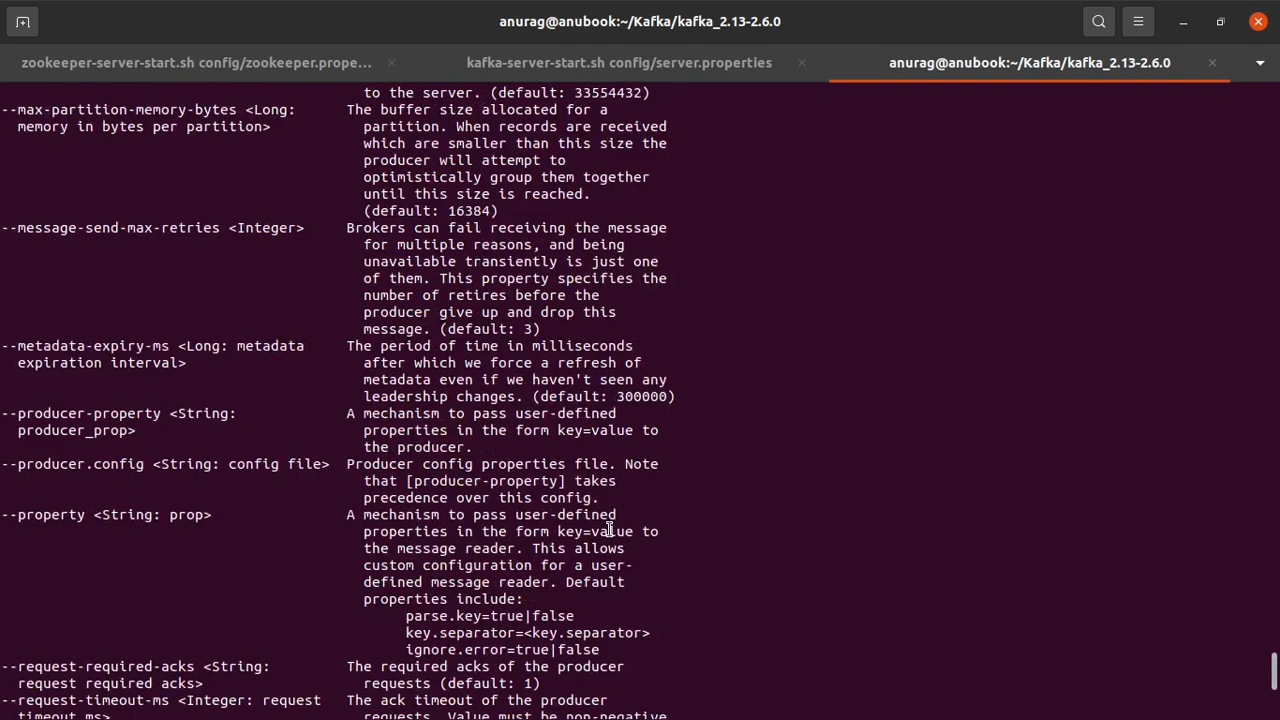 anurag@anubook:~/Kafka/kafka_2.13-2.6.0
zookeeper-server-start.sh config/zookeeper.prope... kafka-server-start.sh config/server.properties anurag@anubook:~/Kafka/kafka_2.13-2.6.0
to the server. (default: 33554432)
--max-partition-memory-bytes <Long: The buffer size allocated for a
memory in bytes per partition> partition. When records are received
which are smaller than this size the
producer will attempt to
optimistically group them together
until this size is reached.
(default: 16384)
--message-send-max-retries <Integer> Brokers can fail receiving the message
for multiple reasons, and being
unavailable transiently is just one
of them. This property specifies the
number of retires before the
producer give up and drop this
message. (default: 3)
--metadata-expiry-ms <Long: metadata The period of time in milliseconds
expiration interval> after which we force a refresh of
metadata even if we haven't seen any
leadership changes. (default: 300000)
--producer-property <String: A mechanism to pass user-defined
producer_prop> properties in the form key=value to
the producer.
--producer.config <String: config file> Producer config properties file. Note
that [producer-property] takes
precedence over this config.
--property <String: prop> A mechanism to pass user-defined
properties in the form key=value to
the message reader. This allows
custom configuration for a user-
defined message reader. Default
properties include:
parse.key=true|false
key.separator=<key.separator>
ignore.error=true|false
--request-required-acks <String: The required acks of the producer
request required acks> requests (default: 1)
--request-timeout-ms <Integer: request The ack timeout of the producer
timeout ms> requests. Value must be non-negative